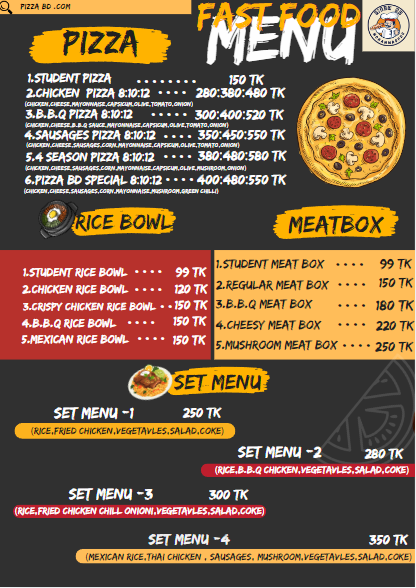 PIZZA BD .COM
FAST FOOD
MENU
PIZZA
1.STUDENT PIZZA ........ 150 TK
2.CHICKEN PIZZA 8:10:12 .... 280:380:480 TK
(CHICKEN,CHEESE,MAYONNAISE,CAPSICUM,OLIVE,TOMATO,ONION)
3.B.B.Q PIZZA 8:10:12 ..... 300:400:520 TK
(CHICKEN,CHEESE,B.B.Q SAUCE,MAYONNAISE,CAPSICUM,OLIVE,TOMATO,ONION)
4.SAUSAGES PIZZA 8:10:12 .... 350:450:550 TK
(CHICKEN,CHEESE,SAUSAGES,CORN,MAYONNAISE,CAPSICUM,OLIVE,TOMATO,ONION)
5.4 SEASON PIZZA 8:10:12 .... 380:480:580 TK
(CHICKEN,CHEESE,SAUSAGES,CORN,MAYONNAISE,CAPSICUM,OLIVE,MUSHROOM,ONION)
6.PIZZA BD SPECIAL 8:10:12 .... 400:480:550 TK
(CHICKEN,CHEESE,SAUSAGES,CORN,MAYONNAISE,MUSHROOM,GREEN CHILLI)
RICE BOWL
1.STUDENT RICE BOWL .... 99 TK
2.CHICKEN RICE BOWL .... 120 TK
3.CRISPY CHICKEN RICE BOWL ..150 TK
4.B.B.Q RICE BOWL .... 150 TK
5.MEXICAN RICE BOWL .... 150 TK
MEATBOX
1.STUDENT MEAT BOX .... 99 TK
2.REGULAR MEAT BOX .... 150 TK
3.B.B.Q MEAT BOX .... 180 TK
4.CHEESY MEAT BOX .... 220 TK
5.MUSHROOM MEAT BOX .... 250 TK
SET MENU
SET MENU -1 250 TK
(RICE,FRIED CHICKEN,VEGETAVLES,SALAD,COKE)
SET MENU -2 280 TK
(RICE,B.B.Q CHICKEN,VEGETAVLES,SALAD,COKE)
SET MENU -3 300 TK
(RICE,FRIED CHICKEN CHILL ONIONI,VEGETAVLES,SALAD,COKE)
SET MENU -4 350 TK
(MEXICAN RICE,THAI CHICKEN , SAUSAGES, MUSHROOM,VEGETAVLES,SALAD,COKE)